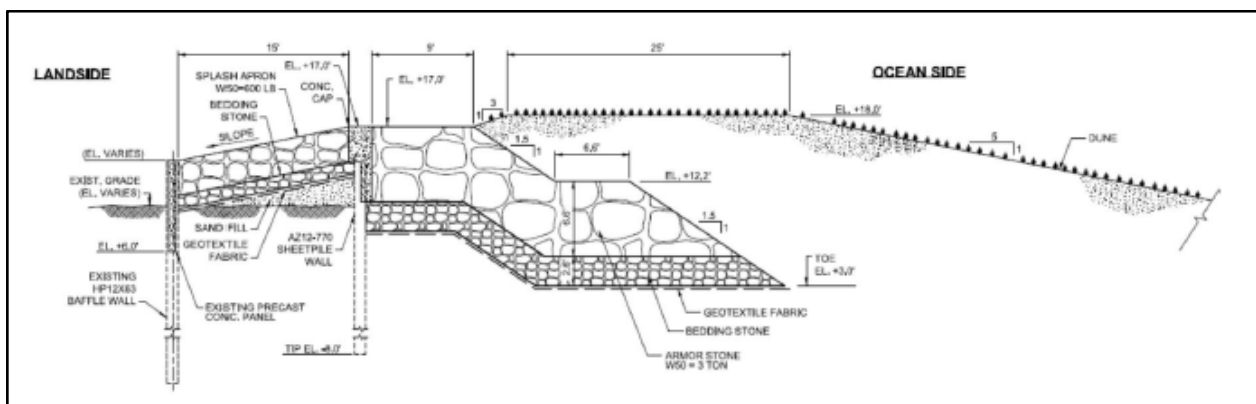 15'
9'
25'
LANDSIDE
OCEAN SIDE
SPLASH APRON
W50=600 LB
BEDDING
STONE
SLOPE
EL. +17.0'
CONC.
CAP
EL. +17.0'
3
1
EL. +18.0'
5
1
DUNE
1.5
1
6.6'
EL. +12.2'
6.6'
1.5
1
(EL. VARIES)
EXIST. GRADE
(EL. VARIES)
EL. +6.0'
SAND FILL
GEOTEXTILE
FABRIC
AZ12-770
SHEETPILE
WALL
TOE
EL. +3.0'
EXISTING
HP12X63
BAFFLE WALL
EXISTING PRECAST
CONC. PANEL
TIP EL. -8.0'
GEOTEXTILE FABRIC
BEDDING STONE
ARMOR STONE
W50 = 3 TON